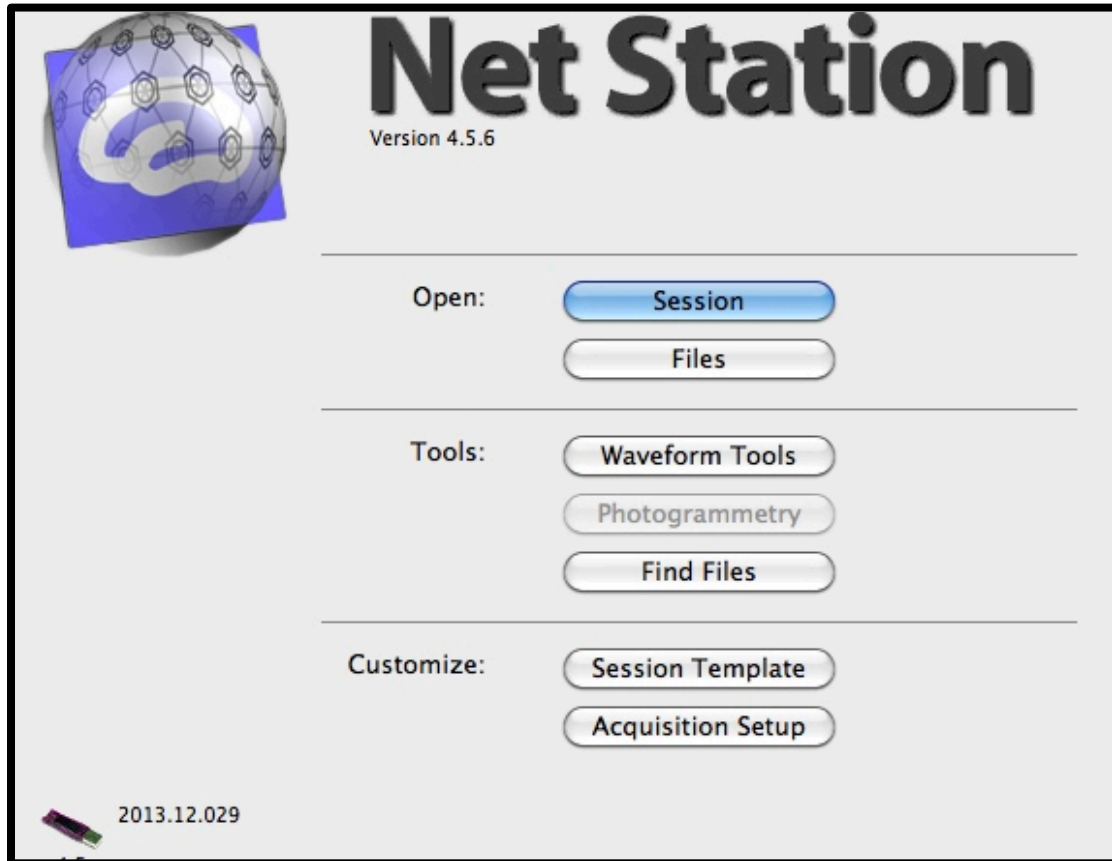 Net Station
Version 4.5.6
Open:
Session
Files
Tools:
Waveform Tools
Photogrammetry
Find Files
Customize:
Session Template
Acquisition Setup
2013.12.029